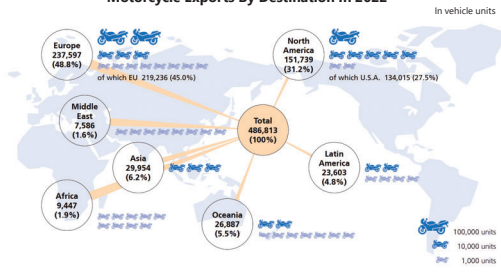 Motorcycle Exports By Destination in 2022
In vehicle units
Europe
237,597
(48.8%)
of which EU 219,236 (45.0%)
North
America
151,739
(31.2%)
of which U.S.A. 134,015 (27.5%)
Middle
East
7,586
(1.6%)
Total
486,813
(100%)
Asia
29,954
(6.2%)
Latin
America
23,603
(4.8%)
Africa
9,447
(1.9%)
Oceania
26,887
(5.5%)
100,000 units
10,000 units
1,000 units